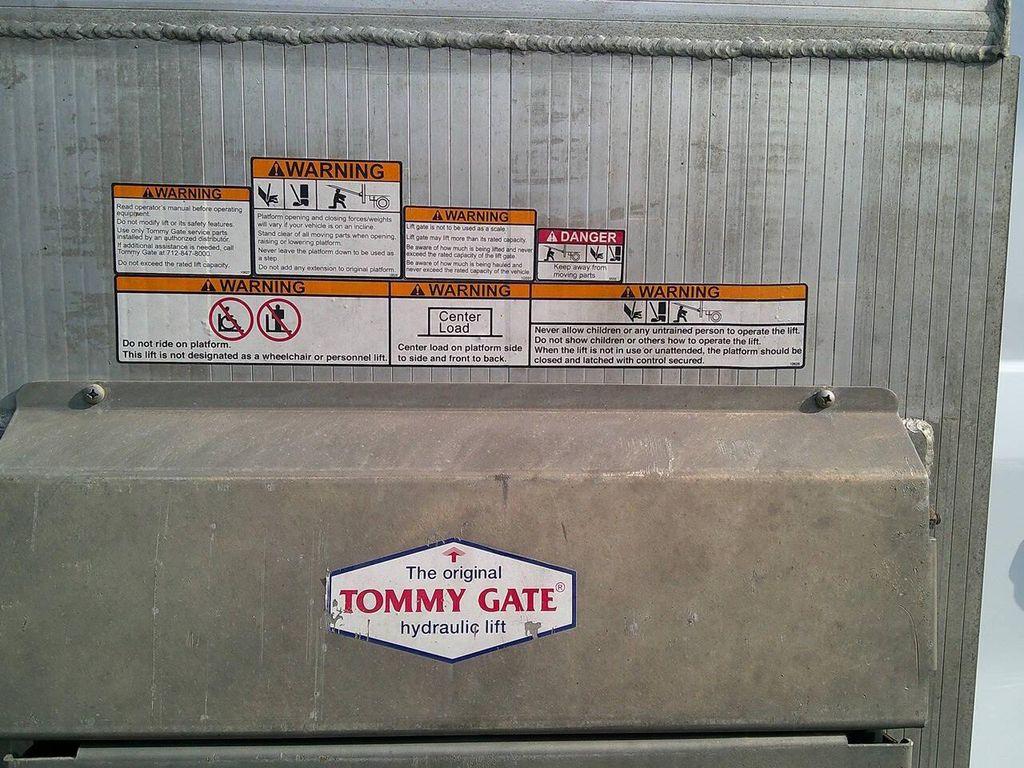 WARNING
Read operator's manual before operating
equipment.
Do not modify lift or its safety features.
Use only Tommy Gate service parts
installed by an authorized distributor.
If additional assistance is needed, call
Tommy Gate at 712-847-8000.
Do not exceed the rated lift capacity.
WARNING
Platform opening and closing forces/weights
will vary if your vehicle is on an incline.
Stand clear of all moving parts when opening,
raising or lowering platform.
Never leave the platform down to be used as
a step.
Do not add any extension to original platform.
WARNING
Lift gate is not to be used as a scale.
Lift gate may lift more than its rated capacity.
Be aware of how much is being lifted and never
exceed the rated capacity of the lift gate.
Be aware of how much is being hauled and
never exceed the rated capacity of the vehicle.
DANGER
Keep away from
moving parts
WARNING
Do not ride on platform.
This lift is not designated as a wheelchair or personnel lift.
WARNING
Center
Load
Center load on platform side
to side and front to back.
WARNING
Never allow children or any untrained person to operate the lift.
Do not show children or others how to operate the lift.
When the lift is not in use or unattended, the platform should be
closed and latched with control secured.
The original
TOMMY GATE®
hydraulic lift